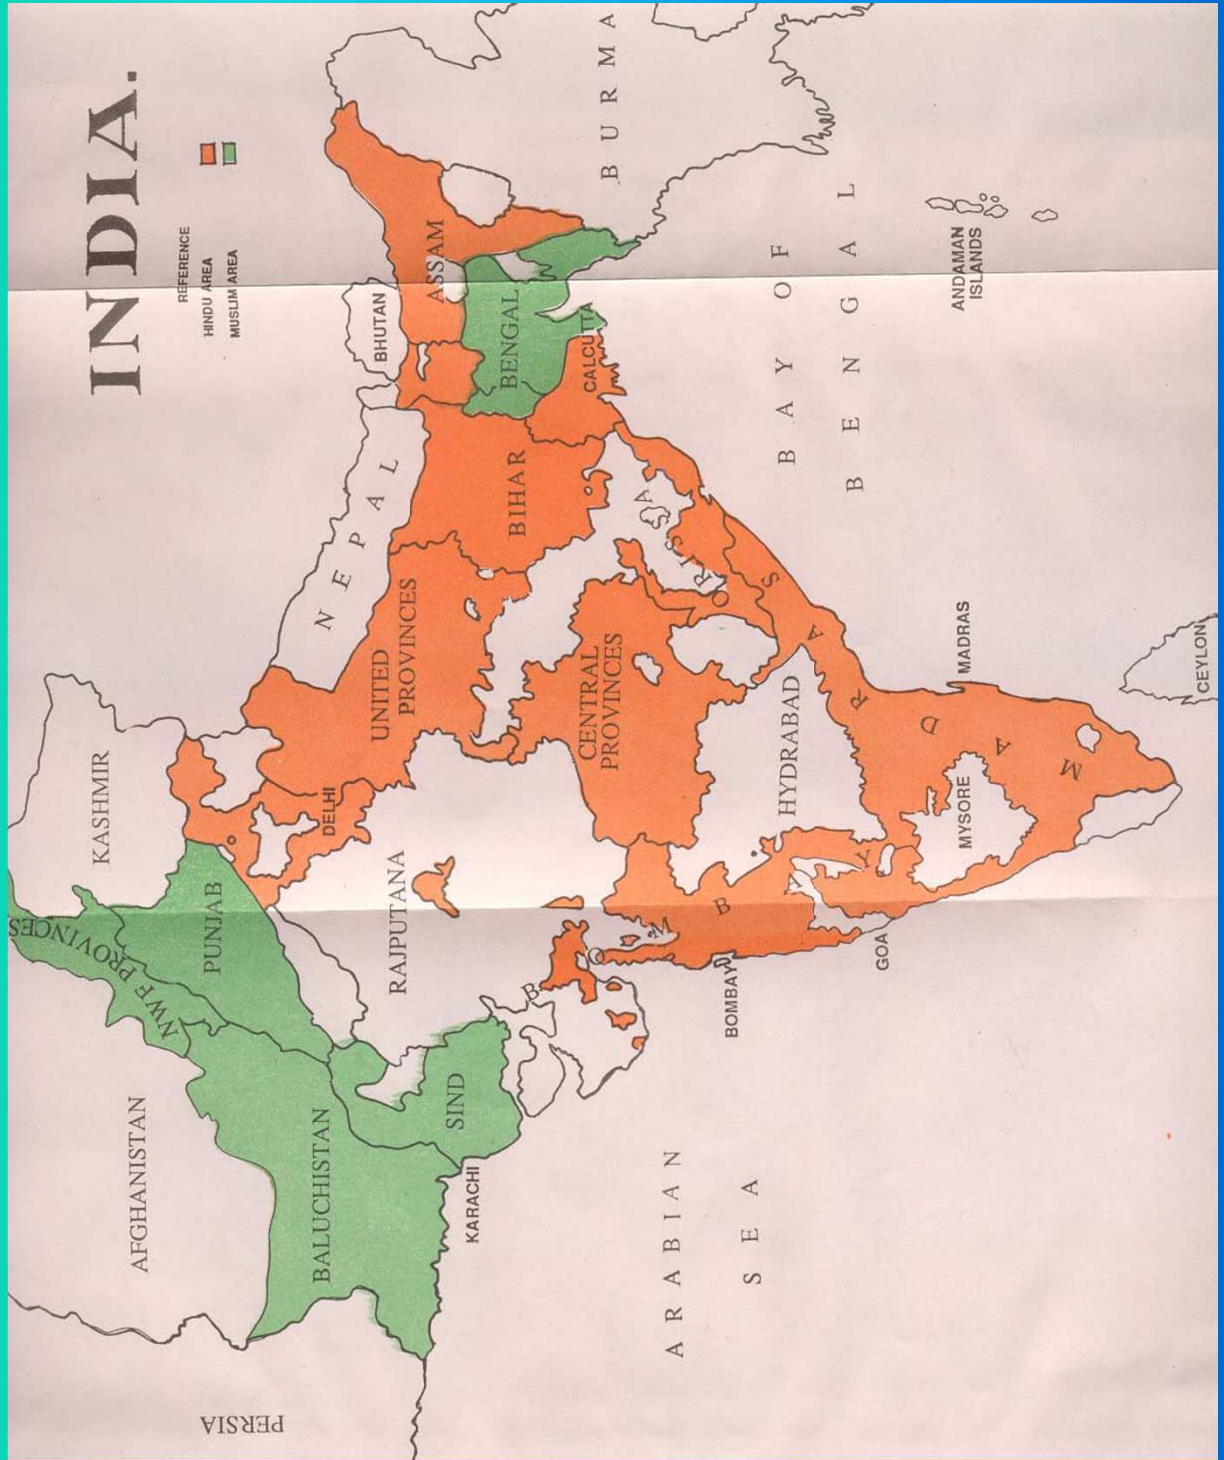 INDIA.
REFERENCE
HINDU AREA
MUSLIM AREA
AFGHANISTAN
PERSIA
KASHMIR
NWF PROVINCES
PUNJAB
BALUCHISTAN
SIND
KARACHI
RAJPUTANA
DELHI
UNITED
PROVINCES
NEPAL
BHUTAN
ASSAM
BENGAL
CALCUTTA
BIHAR
BURMA
CENTRAL
PROVINCES
ORISSA
BOMBAY
BOMBAY
HYDRABAD
GOA
MYSORE
MADRAS
MADRAS
CEYLON
ANDAMAN
ISLANDS
ARABIAN
SEA
BAY OF
BENGAL